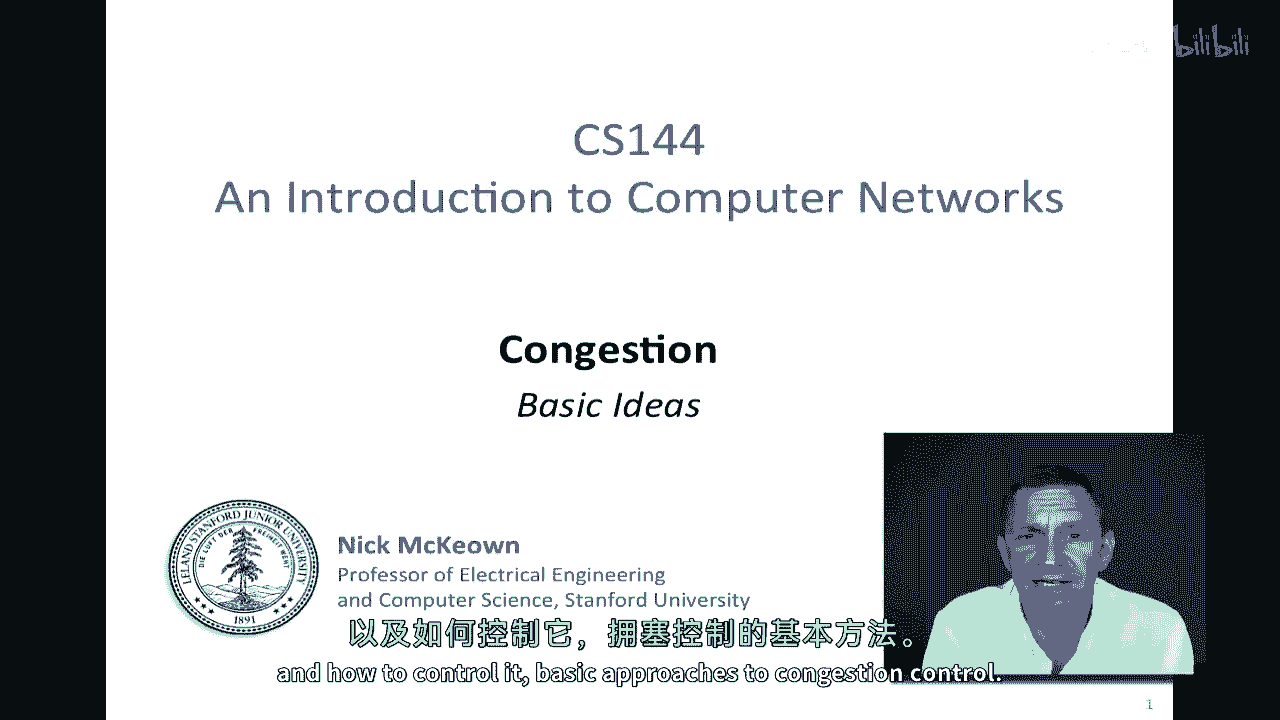 bilibili
CS144
An Introduction to Computer Networks
Congestion
Basic Ideas
LELAND STANFORD JUNIOR UNIVERSITY
DIE LUFT DER FREIHEIT WEHT
1891
Nick McKeown
Professor of Electrical Engineering
and Computer Science, Stanford University
以及如何控制它，拥塞控制的基本方法。
and how to control it, basic approaches to congestion control.
1